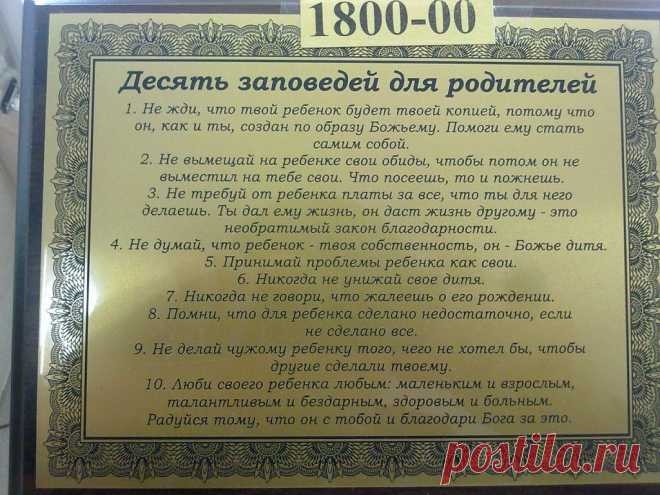 1800-00
Десять заповедей для родителей
1. Не жди, что твой ребенок будет твоей копией, потому что
он, как и ты, создан по образу Божьему. Помоги ему стать
самим собой.
2. Не вымещай на ребенке свои обиды, чтобы потом он не
выместил на тебе свои. Что посеешь, то и пожнешь.
3. Не требуй от ребенка платы за все, что ты для него
делаешь. Ты дал ему жизнь, он даст жизнь другому - это
необратимый закон благодарности.
4. Не думай, что ребенок - твоя собственность, он - Божье дитя.
5. Принимай проблемы ребенка как свои.
6. Никогда не унижай свое дитя.
7. Никогда не говори, что жалеешь о его рождении.
8. Помни, что для ребенка сделано недостаточно, если
не сделано все.
9. Не делай чужому ребенку того, чего не хотел бы, чтобы
другие сделали твоему.
10. Люби своего ребенка любым: маленьким и взрослым,
талантливым и бездарным, здоровым и больным.
Радуйся тому, что он с тобой и благодари Бога за это.
postila.ru